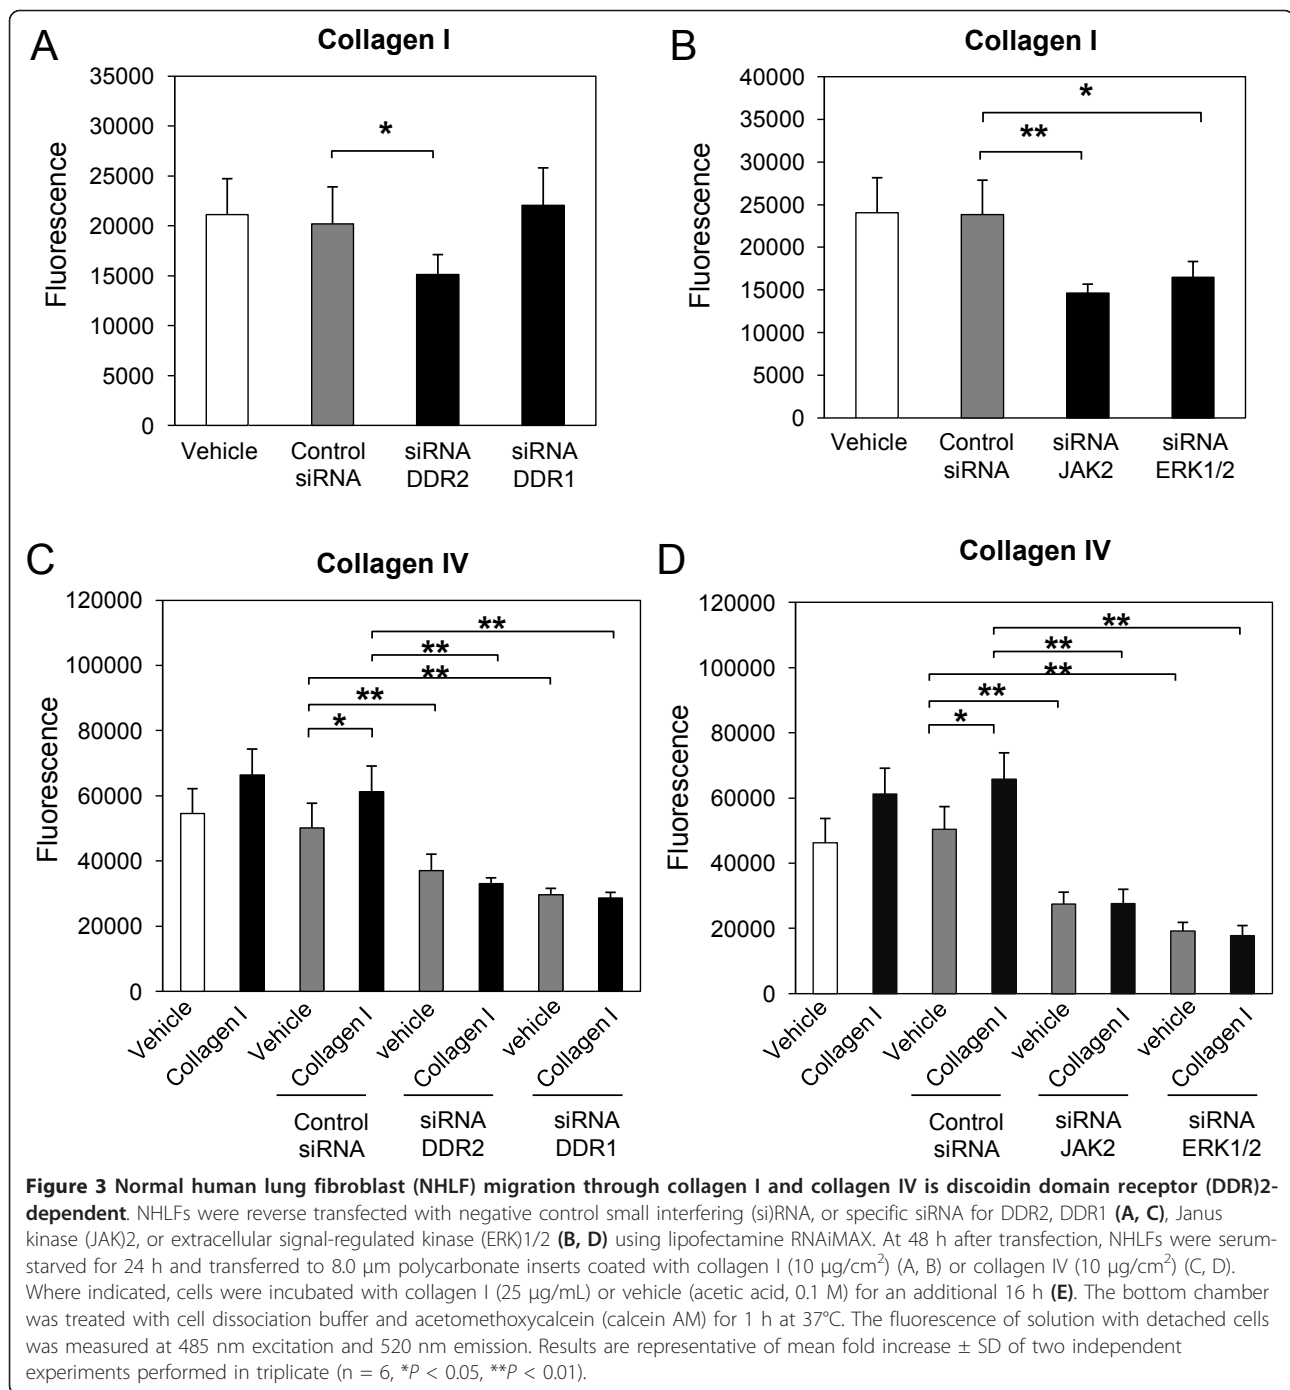 A
Collagen I
35000
30000
25000
20000
15000
10000
5000
0
Fluorescence
*
Vehicle
Control
siRNA
siRNA
DDR2
siRNA
DDR1
B
Collagen I
40000
35000
30000
25000
20000
15000
10000
5000
0
Fluorescence
*
**
Vehicle
Control
siRNA
siRNA
JAK2
siRNA
ERK1/2
C
Collagen IV
120000
100000
80000
60000
40000
20000
0
Fluorescence
**
**
**
**
*
Vehicle
Collagen I
Vehicle
Collagen I
vehicle
Collagen I
vehicle
Collagen I
Control
siRNA
siRNA
DDR2
siRNA
DDR1
D
Collagen IV
120000
100000
80000
60000
40000
20000
0
Fluorescence
**
**
**
**
*
Vehicle
Collagen I
Vehicle
Collagen I
vehicle
Collagen I
vehicle
Collagen I
Control
siRNA
siRNA
JAK2
siRNA
ERK1/2
Figure 3 Normal human lung fibroblast (NHLF) migration through collagen I and collagen IV is discoidin domain receptor (DDR)2-
dependent. NHLFs were reverse transfected with negative control small interfering (si)RNA, or specific siRNA for DDR2, DDR1 (A, C), Janus
kinase (JAK)2, or extracellular signal-regulated kinase (ERK)1/2 (B, D) using lipofectamine RNAiMAX. At 48 h after transfection, NHLFs were serum-
starved for 24 h and transferred to 8.0 μm polycarbonate inserts coated with collagen I (10 μg/cm²) (A, B) or collagen IV (10 μg/cm²) (C, D).
Where indicated, cells were incubated with collagen I (25 μg/mL) or vehicle (acetic acid, 0.1 M) for an additional 16 h (E). The bottom chamber
was treated with cell dissociation buffer and acetomethoxycalcein (calcein AM) for 1 h at 37°C. The fluorescence of solution with detached cells
was measured at 485 nm excitation and 520 nm emission. Results are representative of mean fold increase ± SD of two independent
experiments performed in triplicate (n = 6, *P < 0.05, **P < 0.01).